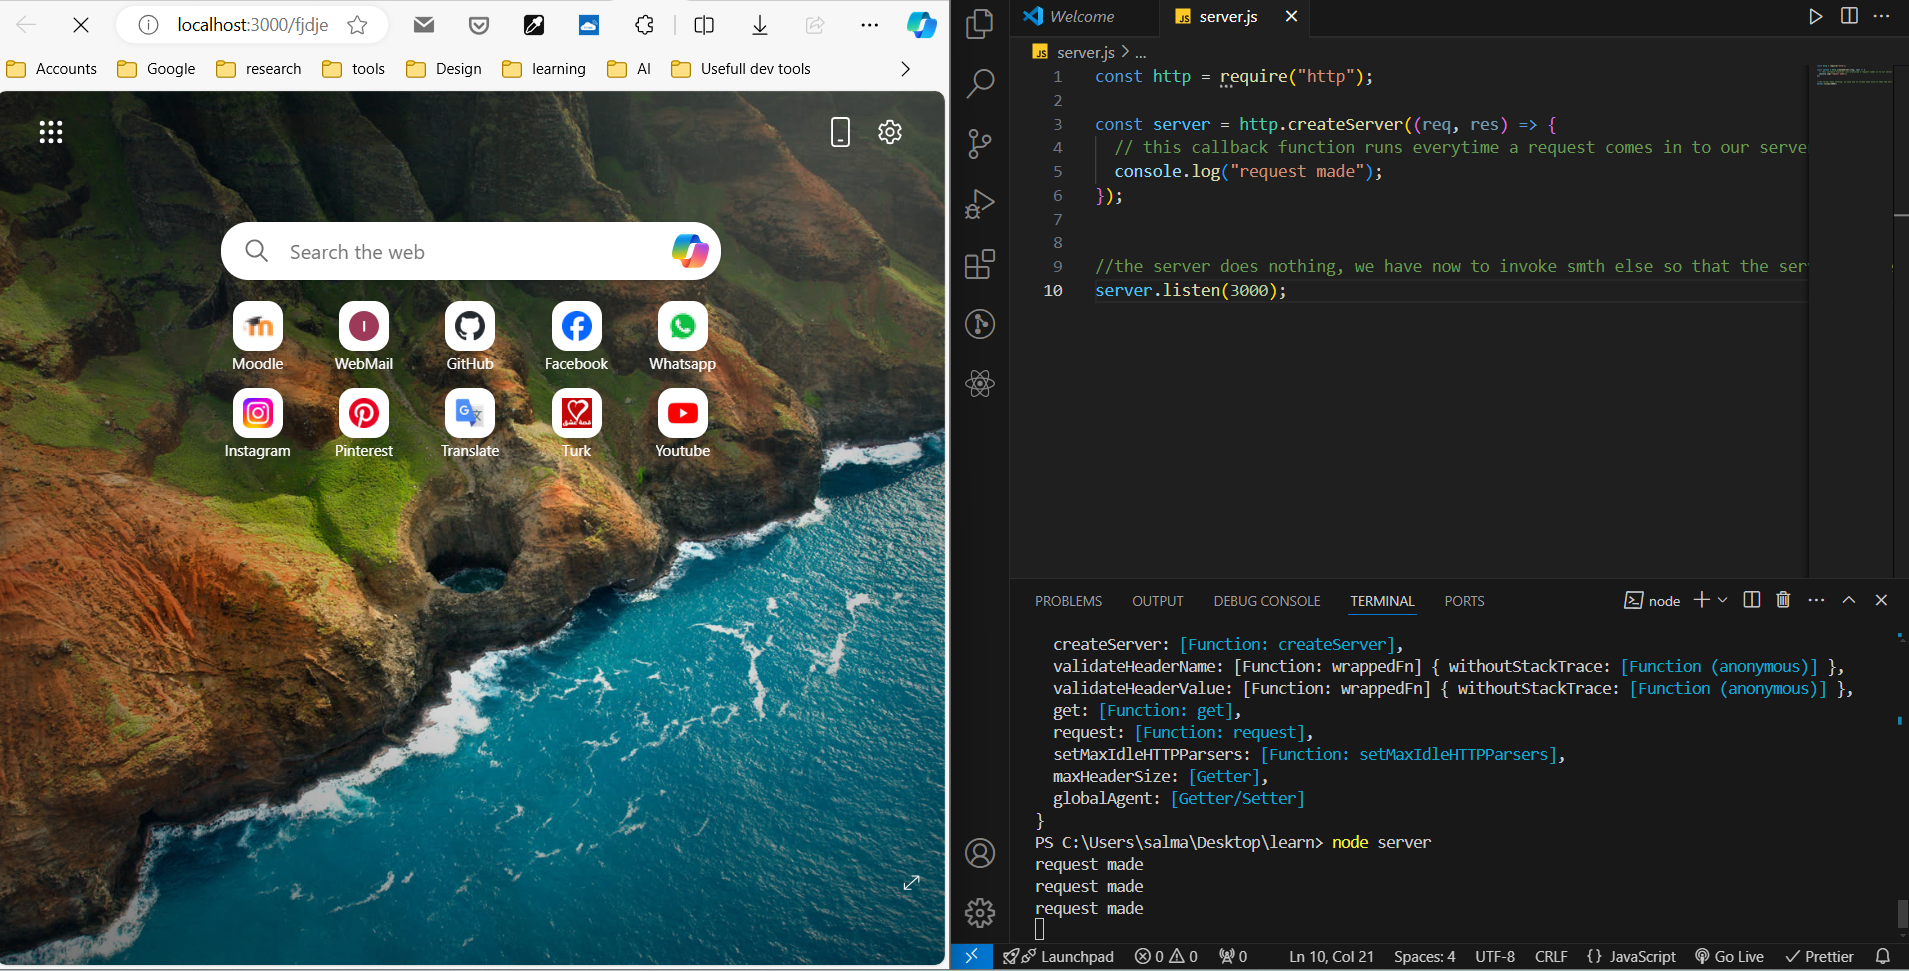 localhost:3000/fjdje
Accounts Google research tools Design learning AI Usefull dev tools
Search the web
Moodle WebMail GitHub Facebook Whatsapp
Instagram Pinterest Translate Turk Youtube
Welcome JS server.js
JS server.js > ...
1 const http = require("http");
2
3 const server = http.createServer((req, res) => {
4 // this callback function runs everytime a request comes in to our serve
5 console.log("request made");
6 });
7
8
9 //the server does nothing, we have now to invoke smth else so that the ser
10 server.listen(3000);
PROBLEMS OUTPUT DEBUG CONSOLE TERMINAL PORTS node
createServer: [Function: createServer],
validateHeaderName: [Function: wrappedFn] { withoutStackTrace: [Function (anonymous)] },
validateHeaderValue: [Function: wrappedFn] { withoutStackTrace: [Function (anonymous)] },
get: [Function: get],
request: [Function: request],
setMaxIdleHTTPParsers: [Function: setMaxIdleHTTPParsers],
maxHeaderSize: [Getter],
globalAgent: [Getter/Setter]
}
PS C:\Users\salma\Desktop\learn> node server
request made
request made
request made
Launchpad 0 0 0 Ln 10, Col 21 Spaces: 4 UTF-8 CRLF {} JavaScript Go Live Prettier